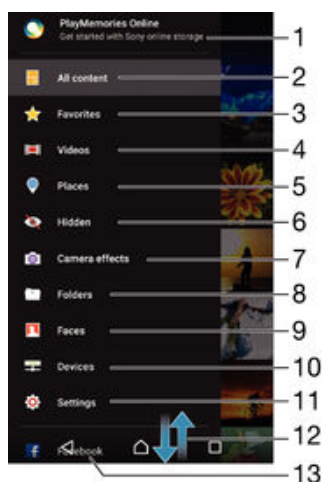 PlayMemories Online
Get started with Sony online storage
1
All content
2
Favorites
3
Videos
4
Places
5
Hidden
6
Camera effects
7
Folders
8
Faces
9
Devices
10
Settings
11
12
Facebook
13